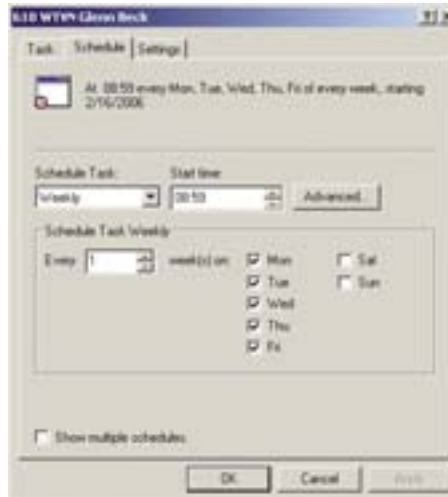 610 WTVN Glenn Beck
Task Schedule Settings
At 08:59 every Mon, Tue, Wed, Thu, Fri of every week, starting
2/16/2006
Schedule Task: Start time:
Weekly 08:59 Advanced...
Schedule Task Weekly
Every 1 week(s) on: Mon Sat
Tue Sun
Wed
Thu
Fri
Show multiple schedules.
OK Cancel Apply